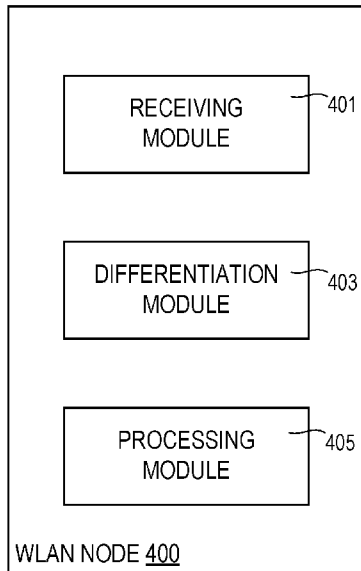 RECEIVING
MODULE
401
DIFFERENTIATION
MODULE
403
PROCESSING
MODULE
405
WLAN NODE 400